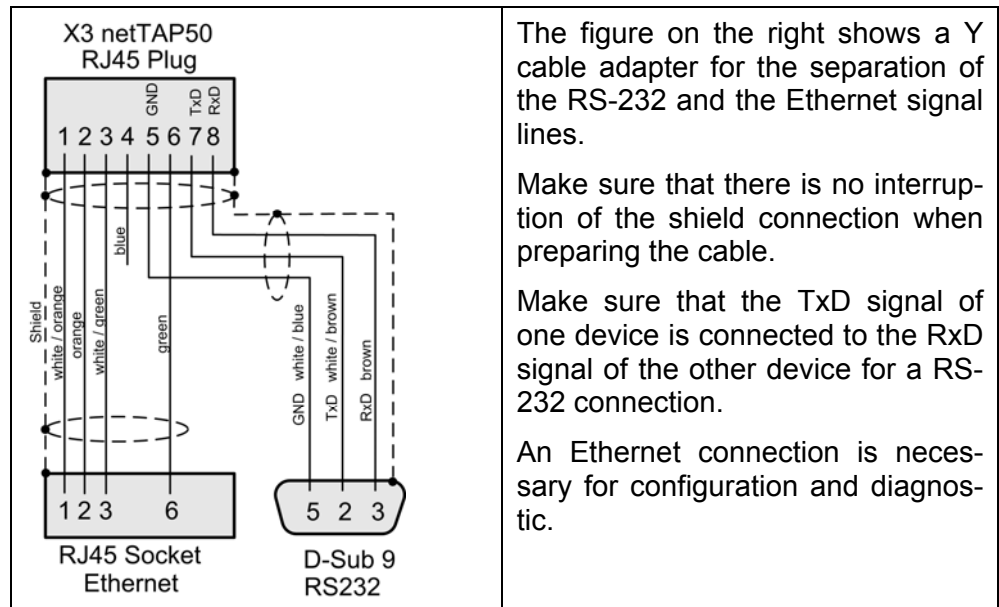 X3 netTAP50
RJ45 Plug
GND
TxD
RxD
1 2 3 4 5 6 7 8
Shield
white / orange
orange
white / green
blue
green
GND white / blue
TxD white / brown
RxD brown
1 2 3 6
5 2 3
RJ45 Socket
Ethernet
D-Sub 9
RS232
The figure on the right shows a Y
cable adapter for the separation of
the RS-232 and the Ethernet signal
lines.
Make sure that there is no interrup-
tion of the shield connection when
preparing the cable.
Make sure that the TxD signal of
one device is connected to the RxD
signal of the other device for a RS-
232 connection.
An Ethernet connection is neces-
sary for configuration and diagnos-
tic.